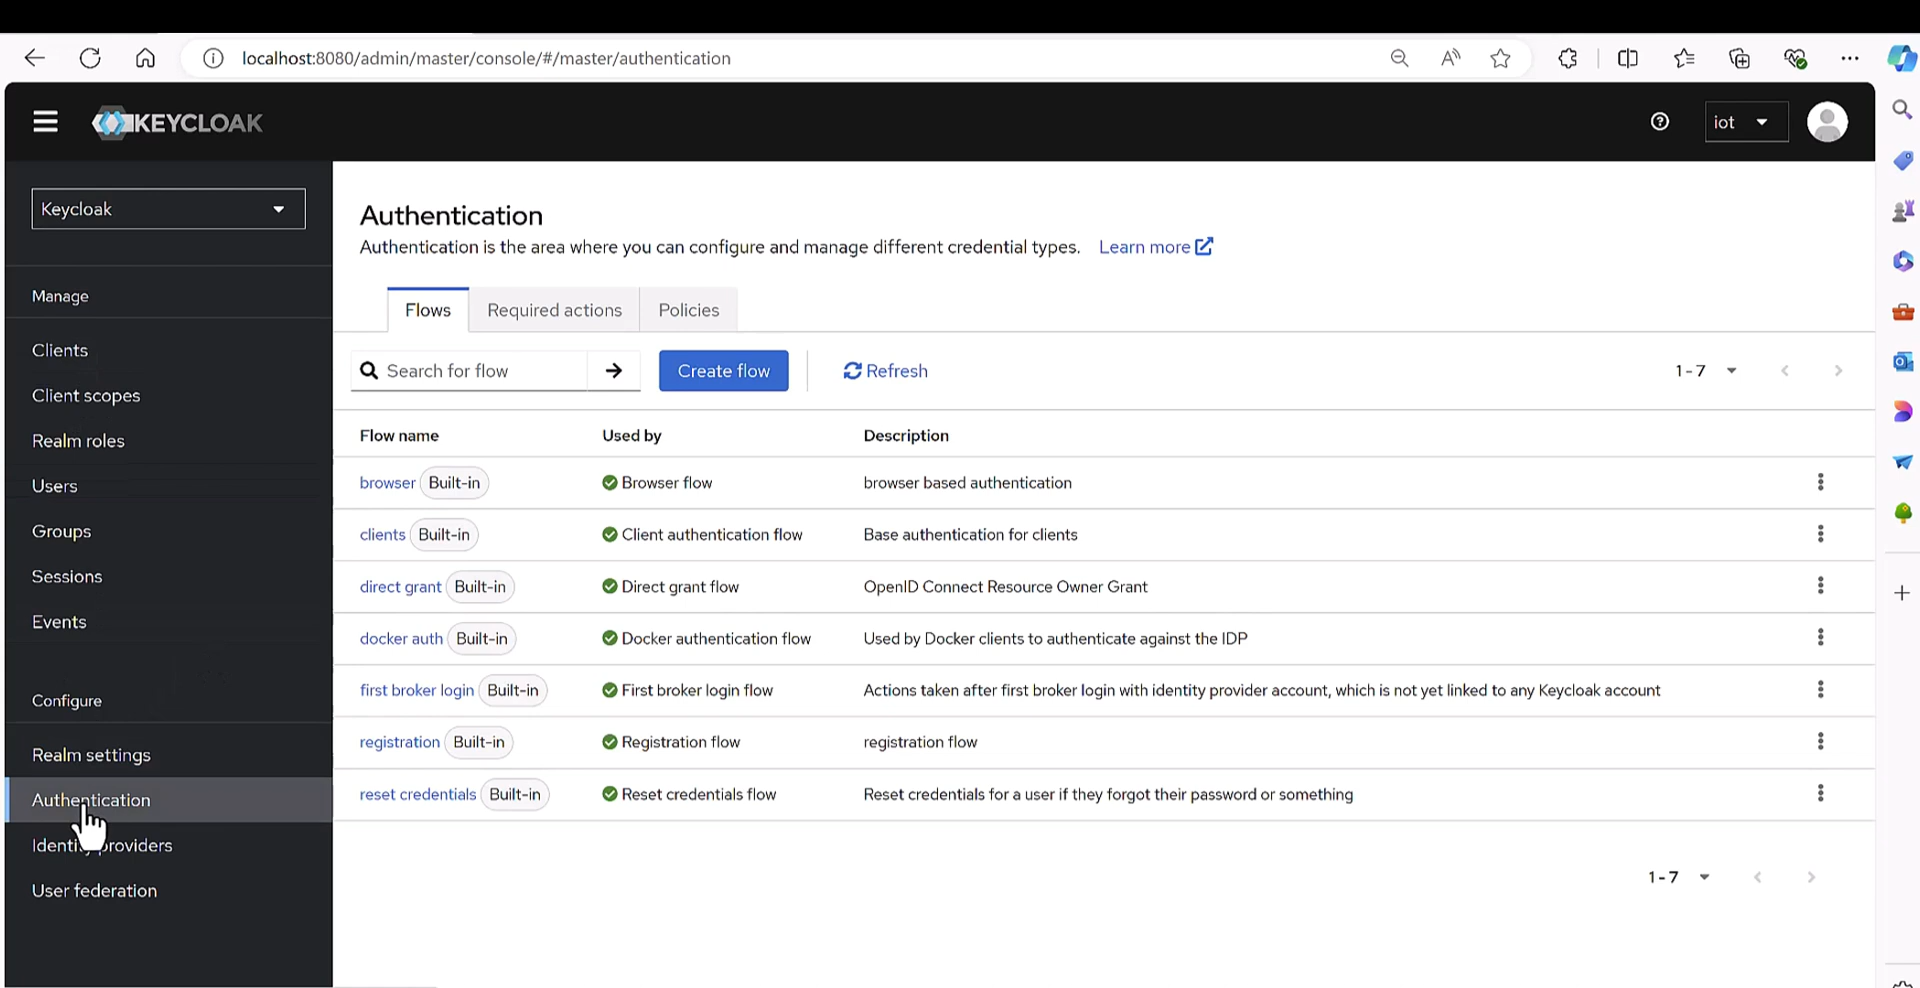 localhost:8080/admin/master/console/#/master/authentication
KEYCLOAK
iot
Keycloak
Manage
Clients
Client scopes
Realm roles
Users
Groups
Sessions
Events
Configure
Realm settings
Authentication
Identi providers
User federation
Authentication
Authentication is the area where you can configure and manage different credential types. Learn more
Flows Required actions Policies
Search for flow Create flow Refresh 1 - 7
Flow name Used by Description
browser Built-in Browser flow browser based authentication
clients Built-in Client authentication flow Base authentication for clients
direct grant Built-in Direct grant flow OpenID Connect Resource Owner Grant
docker auth Built-in Docker authentication flow Used by Docker clients to authenticate against the IDP
first broker login Built-in First broker login flow Actions taken after first broker login with identity provider account, which is not yet linked to any Keycloak account
registration Built-in Registration flow registration flow
reset credentials Built-in Reset credentials flow Reset credentials for a user if they forgot their password or something
1 - 7